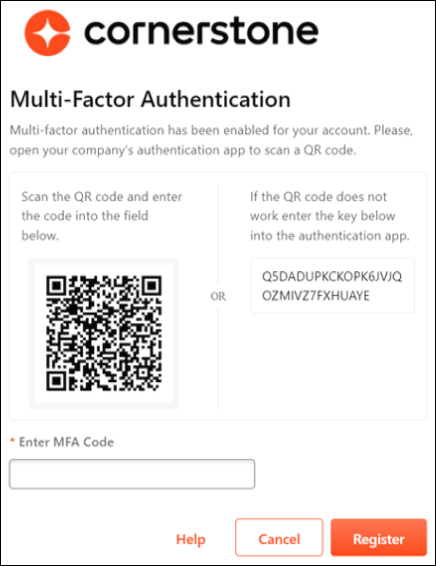 cornerstone
Multi-Factor Authentication
Multi-factor authentication has been enabled for your account. Please,
open your company's authentication app to scan a QR code.
Scan the QR code and enter
the code into the field
below.
OR
If the QR code does not
work enter the key below
into the authentication app.
Q5DADUPKCKOPK6JVJQ
OZMIVZ7FXHUAYE
* Enter MFA Code
Help
Cancel
Register